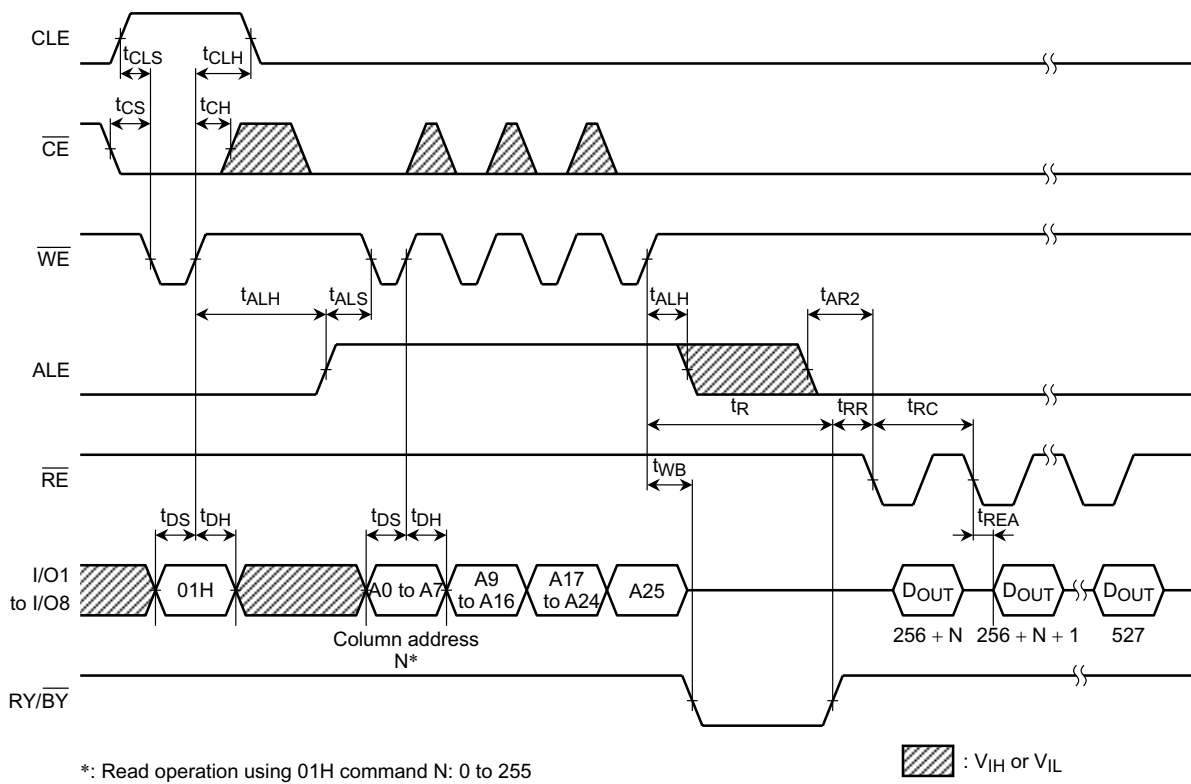 CLE
tCLS
tCLH
tCS
tCH
CE
WE
tALH
tALS
tALH
tAR2
ALE
tR
tRR
tRC
RE
tWB
tREA
tDS
tDH
tDS
tDH
I/O1
to I/O8
01H
A0 to A7
A9
to A16
A17
to A24
A25
DOUT
DOUT
DOUT
256 + N
256 + N + 1
527
Column address
N*
RY/BY
*: Read operation using 01H command N: 0 to 255
: VIH or VIL